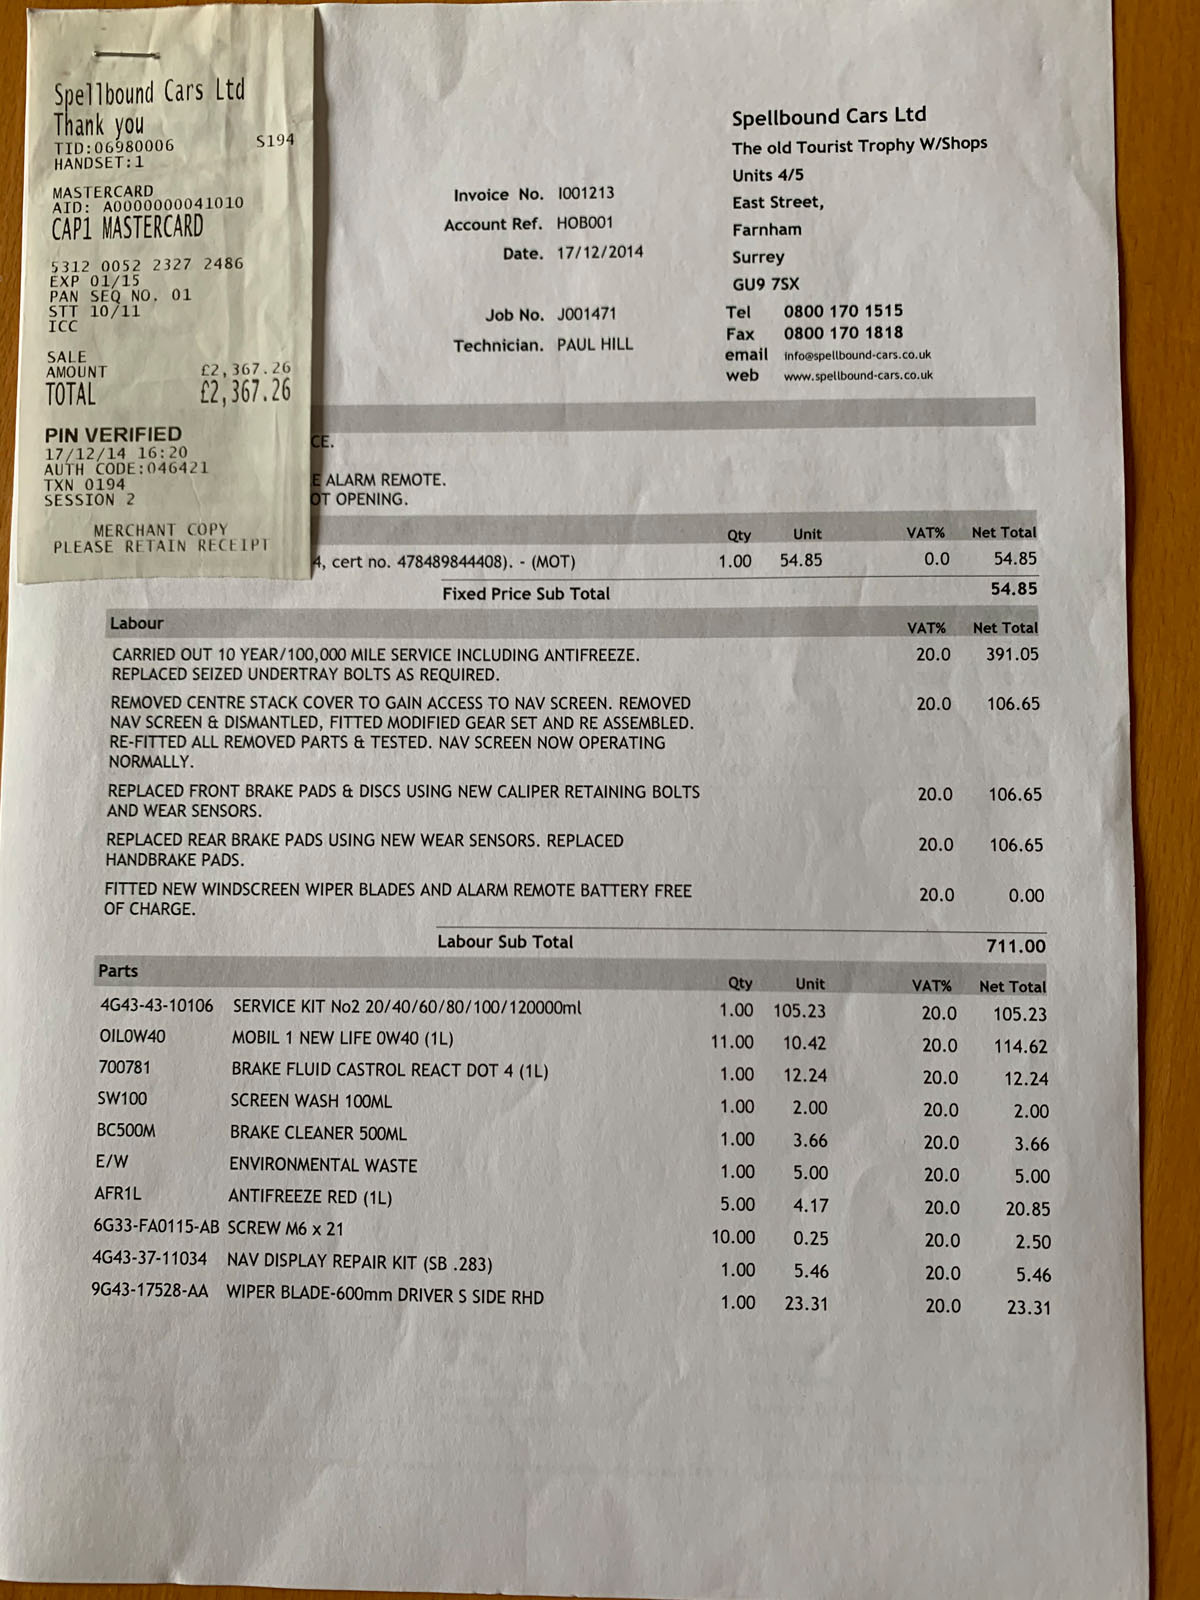 Spellbound Cars Ltd
Thank you
TID:06980006 S194
HANDSET:1
MASTERCARD
AID: A0000000041010
CAP1 MASTERCARD
5312 0052 2327 2486
EXP 01/15
PAN SEQ NO. 01
STT 10/11
ICC
SALE
AMOUNT £2,367.26
TOTAL £2,367.26
PIN VERIFIED
17/12/14 16:20
AUTH CODE:046421
TXN 0194
SESSION 2
MERCHANT COPY
PLEASE RETAIN RECEIPT
Invoice No. I001213
Account Ref. HOB001
Date. 17/12/2014
Job No. J001471
Technician. PAUL HILL
Spellbound Cars Ltd
The old Tourist Trophy W/Shops
Units 4/5
East Street,
Farnham
Surrey
GU9 7SX
Tel 0800 170 1515
Fax 0800 170 1818
email info@spellbound-cars.co.uk
web www.spellbound-cars.co.uk
CE.
E ALARM REMOTE.
OT OPENING.
Qty Unit VAT% Net Total
4, cert no. 478489844408). - (MOT) 1.00 54.85 0.0 54.85
Fixed Price Sub Total 54.85
Labour VAT% Net Total
CARRIED OUT 10 YEAR/100,000 MILE SERVICE INCLUDING ANTIFREEZE. 20.0 391.05
REPLACED SEIZED UNDERTRAY BOLTS AS REQUIRED.
REMOVED CENTRE STACK COVER TO GAIN ACCESS TO NAV SCREEN. REMOVED 20.0 106.65
NAV SCREEN & DISMANTLED, FITTED MODIFIED GEAR SET AND RE ASSEMBLED.
RE-FITTED ALL REMOVED PARTS & TESTED. NAV SCREEN NOW OPERATING
NORMALLY.
REPLACED FRONT BRAKE PADS & DISCS USING NEW CALIPER RETAINING BOLTS 20.0 106.65
AND WEAR SENSORS.
REPLACED REAR BRAKE PADS USING NEW WEAR SENSORS. REPLACED 20.0 106.65
HANDBRAKE PADS.
FITTED NEW WINDSCREEN WIPER BLADES AND ALARM REMOTE BATTERY FREE 20.0 0.00
OF CHARGE.
Labour Sub Total 711.00
Parts Qty Unit VAT% Net Total
4G43-43-10106 SERVICE KIT No2 20/40/60/80/100/120000ml 1.00 105.23 20.0 105.23
OIL0W40 MOBIL 1 NEW LIFE 0W40 (1L) 11.00 10.42 20.0 114.62
700781 BRAKE FLUID CASTROL REACT DOT 4 (1L) 1.00 12.24 20.0 12.24
SW100 SCREEN WASH 100ML 1.00 2.00 20.0 2.00
BC500M BRAKE CLEANER 500ML 1.00 3.66 20.0 3.66
E/W ENVIRONMENTAL WASTE 1.00 5.00 20.0 5.00
AFR1L ANTIFREEZE RED (1L) 5.00 4.17 20.0 20.85
6G33-FA0115-AB SCREW M6 x 21 10.00 0.25 20.0 2.50
4G43-37-11034 NAV DISPLAY REPAIR KIT (SB .283) 1.00 5.46 20.0 5.46
9G43-17528-AA WIPER BLADE-600mm DRIVER S SIDE RHD 1.00 23.31 20.0 23.31